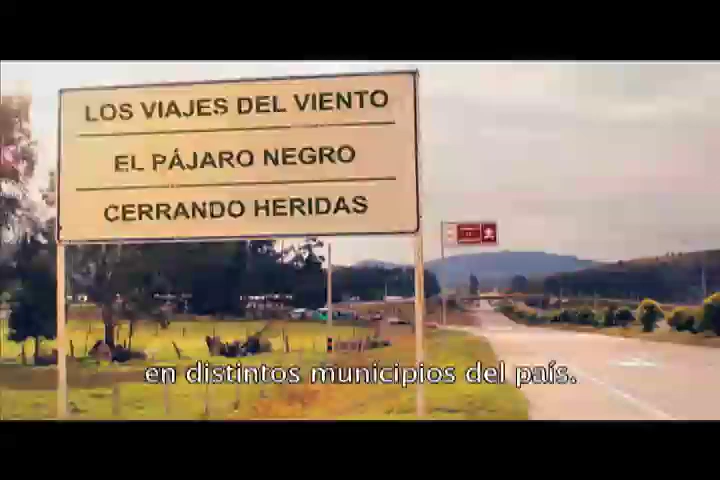 LOS VIAJES DEL VIENTO
EL PÁJARO NEGRO
CERRANDO HERIDAS
en distintos municipios del país.